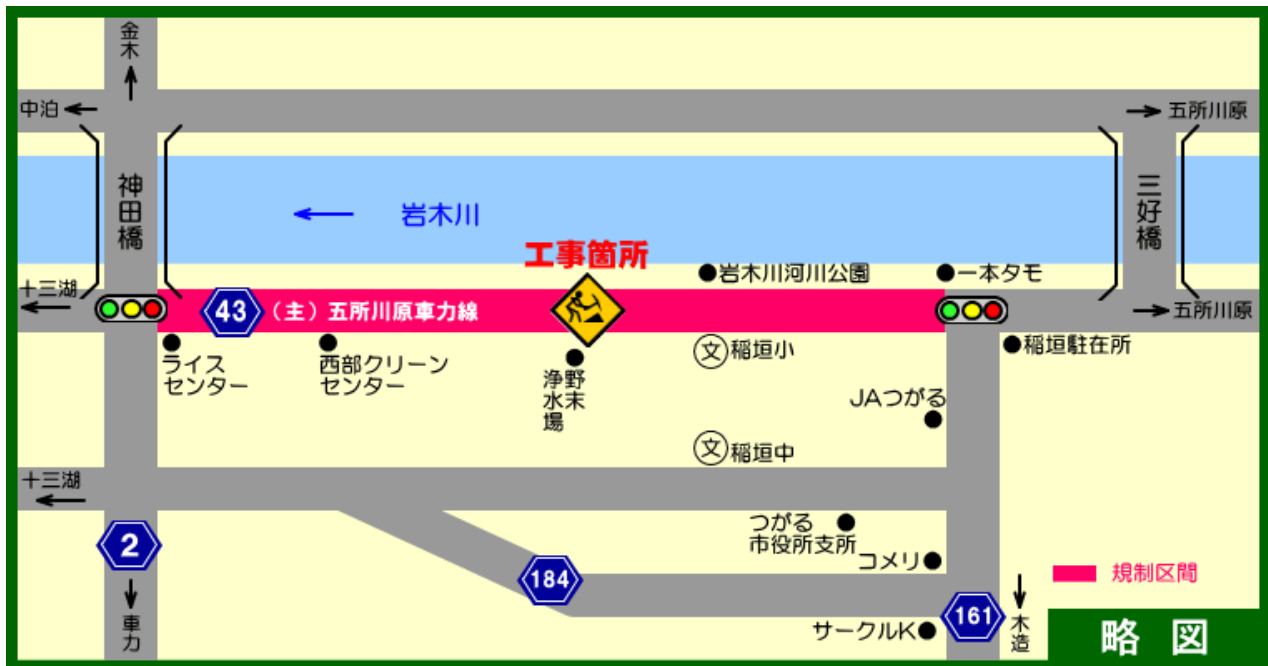 金木
中泊
五所川原
神田橋
三好橋
岩木川
工事箇所
岩木川河川公園
一本タモ
十三湖
43
(主)五所川原車力線
五所川原
ライス
センター
西部クリーン
センター
野末
浄水場
文
稲垣小
稲垣駐在所
JAつがる
文
稲垣中
十三湖
つがる
市役所支所
2
コメリ
184
規制区間
161
車力
サークルK
木造
略 図